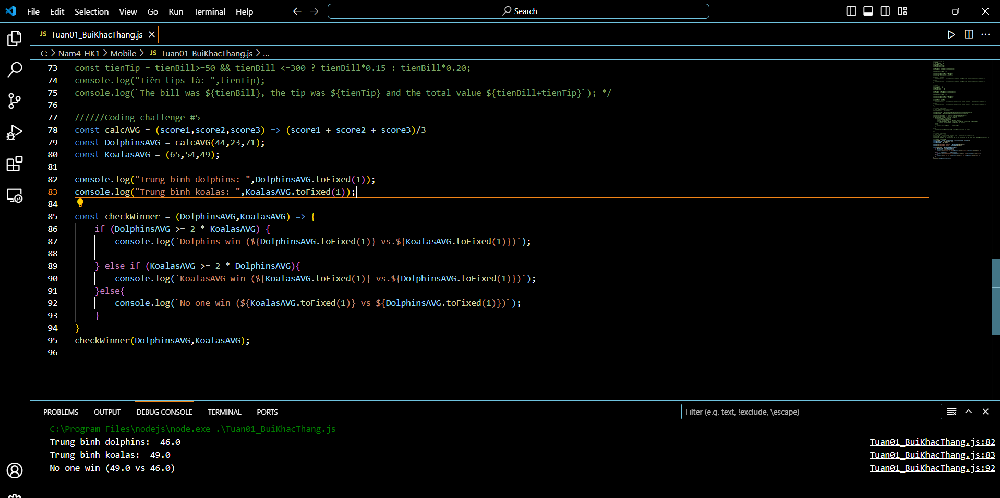 File Edit Selection View Go Run Terminal Help
Search
JS Tuan01_BuiKhacThang.js
C: > Nam4_HK1 > Mobile > JS Tuan01_BuiKhacThang.js > ...
73 const tienTip = tienBill>=50 && tienBill <=300 ? tienBill*0.15 : tienBill*0.20;
74 console.log("Tiền tips là: ",tienTip);
75 console.log(`The bill was ${tienBill}, the tip was ${tienTip} and the total value ${tienBill+tienTip}`); */
76
77 //////Coding challenge #5
78 const calcAVG = (score1,score2,score3) => (score1 + score2 + score3)/3
79 const DolphinsAVG = calcAVG(44,23,71);
80 const KoalasAVG = (65,54,49);
81
82 console.log("Trung bình dolphins: ",DolphinsAVG.toFixed(1));
83 console.log("Trung bình koalas: ",KoalasAVG.toFixed(1));
84
85 const checkWinner = (DolphinsAVG,KoalasAVG) => {
86 if (DolphinsAVG >= 2 * KoalasAVG) {
87 console.log(`Dolphins win (${DolphinsAVG.toFixed(1)} vs.${KoalasAVG.toFixed(1)})`);
88
89 } else if (KoalasAVG >= 2 * DolphinsAVG){
90 console.log(`KoalasAVG win (${KoalasAVG.toFixed(1)} vs.${DolphinsAVG.toFixed(1)})`);
91 }else{
92 console.log(`No one win (${KoalasAVG.toFixed(1)} vs ${DolphinsAVG.toFixed(1)})`);
93 }
94 }
95 checkWinner(DolphinsAVG,KoalasAVG);
96
PROBLEMS OUTPUT DEBUG CONSOLE TERMINAL PORTS
Filter (e.g. text, !exclude, \escape)
C:\Program Files\nodejs\node.exe .\Tuan01_BuiKhacThang.js
Trung bình dolphins:  46.0 Tuan01_BuiKhacThang.js:82
Trung bình koalas:  49.0 Tuan01_BuiKhacThang.js:83
No one win (49.0 vs 46.0) Tuan01_BuiKhacThang.js:92